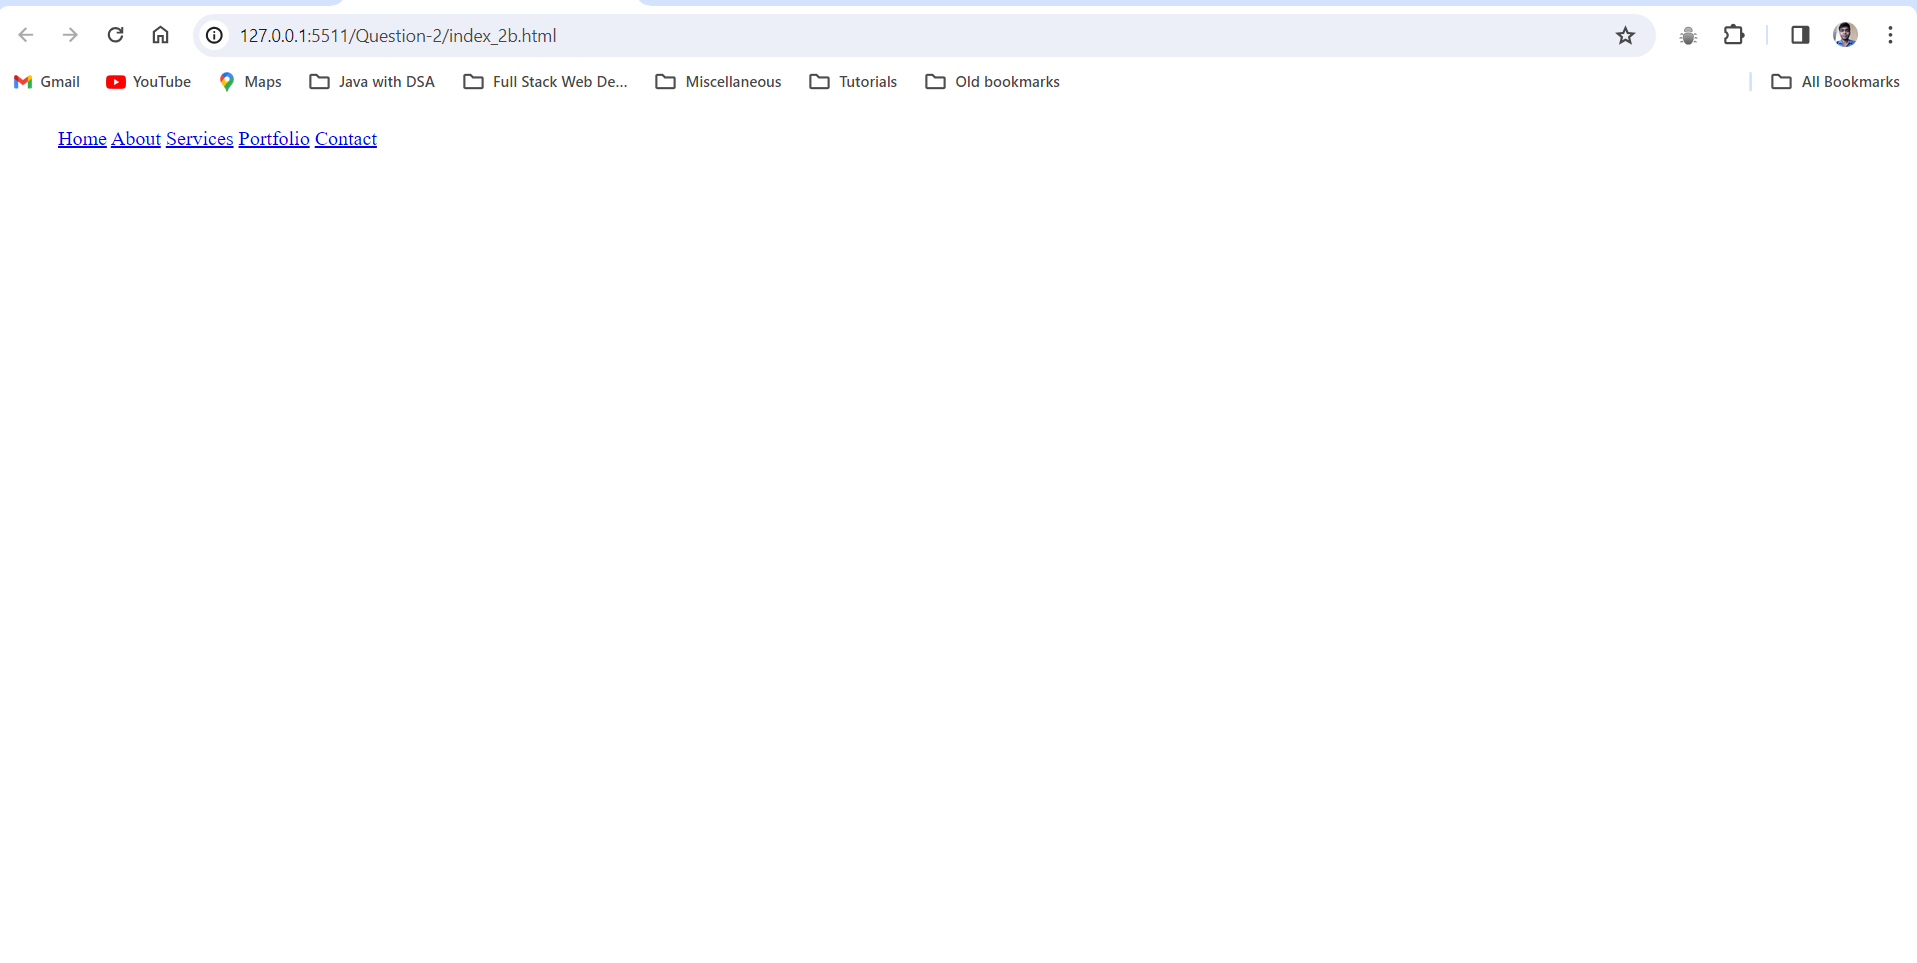 127.0.0.1:5511/Question-2/index_2b.html
Gmail YouTube Maps Java with DSA Full Stack Web De... Miscellaneous Tutorials Old bookmarks All Bookmarks
Home About Services Portfolio Contact